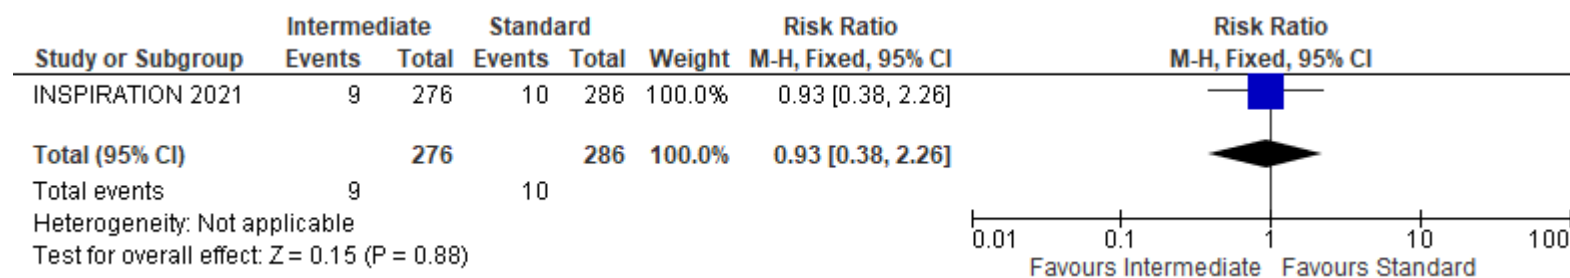 Intermediate Standard Risk Ratio Risk Ratio
Study or Subgroup Events Total Events Total Weight M-H, Fixed, 95% CI M-H, Fixed, 95% CI
INSPIRATION 2021 9 276 10 286 100.0% 0.93 [0.38, 2.26]
Total (95% CI) 276 286 100.0% 0.93 [0.38, 2.26]
Total events 9 10
Heterogeneity: Not applicable
Test for overall effect: Z = 0.15 (P = 0.88)
0.01 0.1 1 10 100
Favours Intermediate Favours Standard